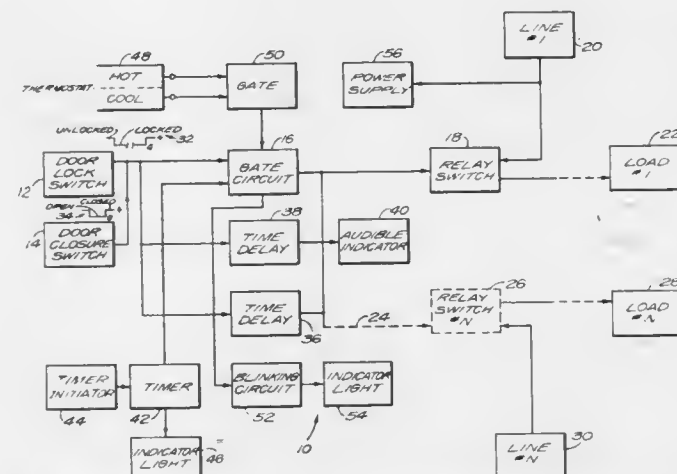 LINE
#1
20
48
50
56
THERMOSTAT
HOT
COOL
GATE
POWER
SUPPLY
UNLOCKED
LOCKED
+
32
16
18
22
DOOR
LOCK
SWITCH
12
GATE
CIRCUIT
RELAY
SWITCH
LOAD
#1
OPEN
CLOSED
+
34
38
40
DOOR
CLOSURE
SWITCH
14
TIME
DELAY
AUDIBLE
INDICATOR
26
28
TIME
DELAY
36
24
RELAY
SWITCH
#N
LOAD
#N
TIMER
INITIATOR
44
TIMER
42
BLINKING
CIRCUIT
52
INDICATOR
LIGHT
54
10
INDICATOR
LIGHT
46
LINE
#N
30